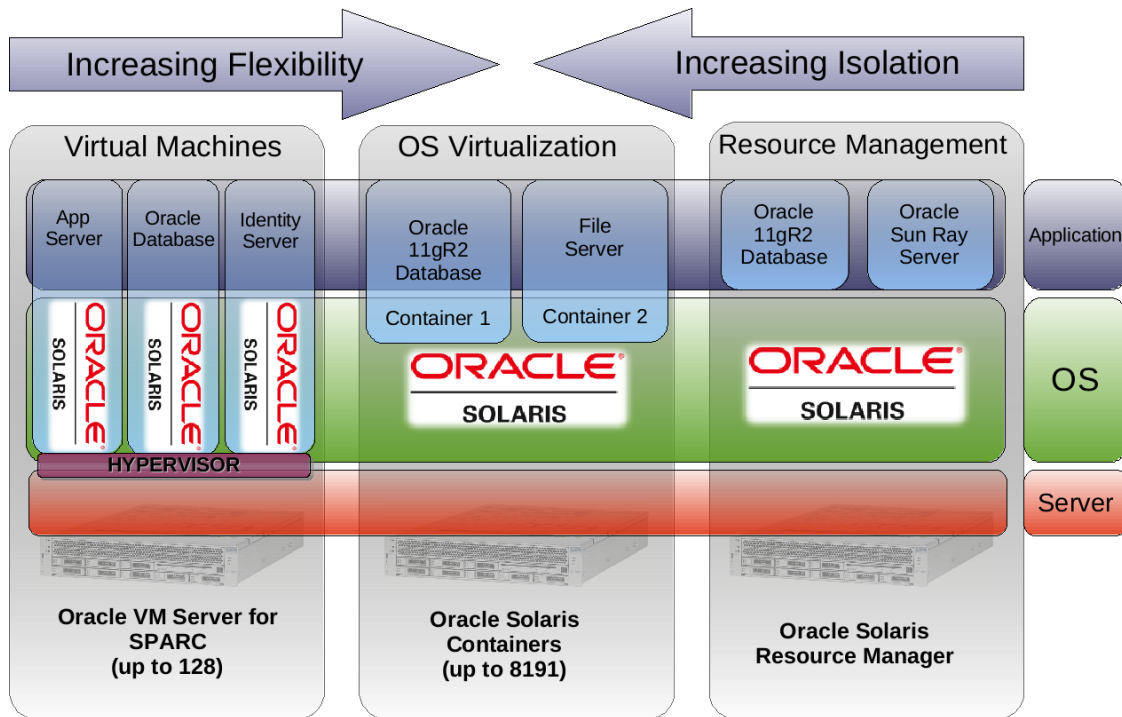 Increasing Flexibility
Increasing Isolation
Virtual Machines
OS Virtualization
Resource Management
App
Server
Oracle
Database
Identity
Server
Oracle
11gR2
Database
File
Server
Oracle
11gR2
Database
Oracle
Sun Ray
Server
Application
Container 1
Container 2
ORACLE
SOLARIS
ORACLE
SOLARIS
ORACLE
SOLARIS
ORACLE®
SOLARIS
ORACLE®
SOLARIS
OS
HYPERVISOR
Server
Oracle VM Server for
SPARC
(up to 128)
Oracle Solaris
Containers
(up to 8191)
Oracle Solaris
Resource Manager